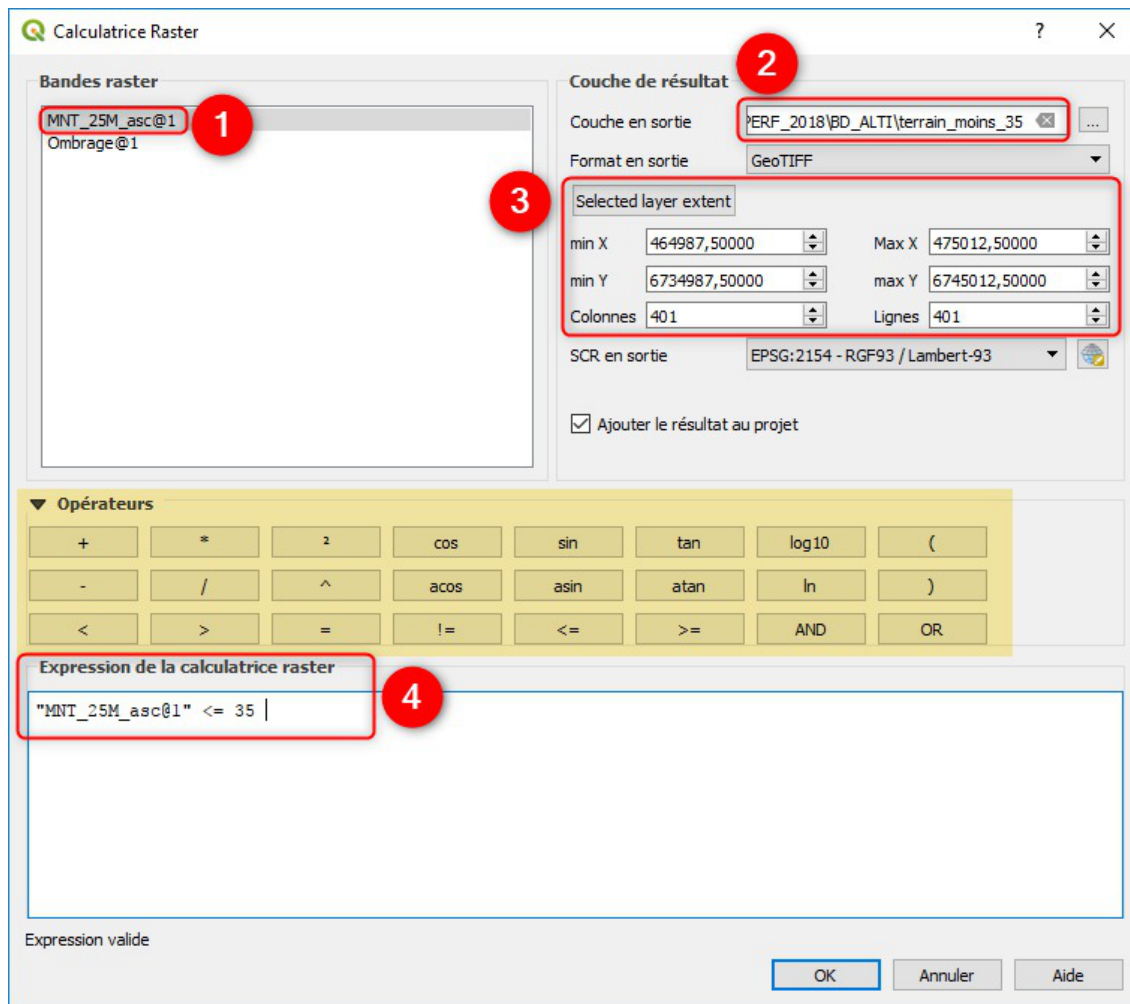 Calculatrice Raster ?
Bandes raster
MNT_25M_asc@1
1
Ombrage@1
Couche de résultat
2
Couche en sortie PERF_2018\BD_ALTI\terrain_moins_35 ...
Format en sortie GeoTIFF
3
Selected layer extent
min X 464987,50000 Max X 475012,50000
min Y 6734987,50000 max Y 6745012,50000
Colonnes 401 Lignes 401
SCR en sortie EPSG:2154 - RGF93 / Lambert-93
Ajouter le résultat au projet
Opérateurs
+ * ² cos sin tan log10 (
- / ^ acos asin atan ln )
< > = != <= >= AND OR
Expression de la calculatrice raster
4
"MNT_25M_asc@1" <= 35
Expression valide
OK Annuler Aide